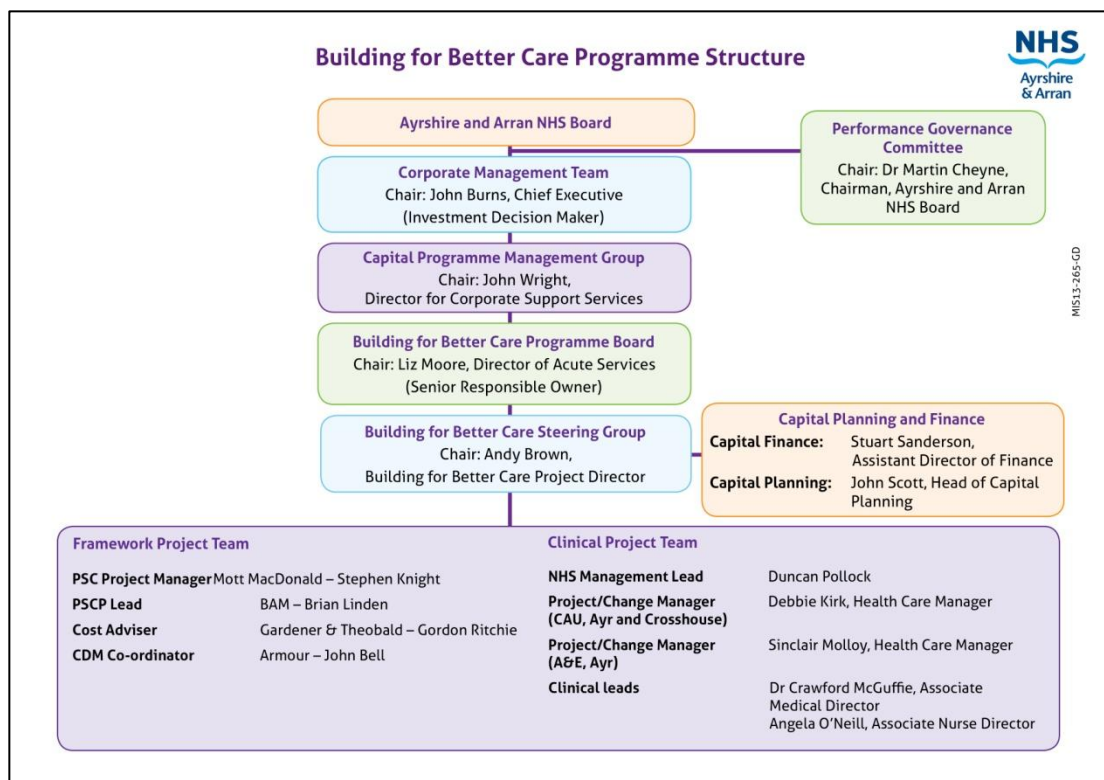 Building for Better Care Programme Structure
NHS
Ayrshire
& Arran
Ayrshire and Arran NHS Board
Performance Governance
Committee
Chair: Dr Martin Cheyne,
Chairman, Ayrshire and Arran
NHS Board
Corporate Management Team
Chair: John Burns, Chief Executive
(Investment Decision Maker)
Capital Programme Management Group
Chair: John Wright,
Director for Corporate Support Services
MIS13-265-GD
Building for Better Care Programme Board
Chair: Liz Moore, Director of Acute Services
(Senior Responsible Owner)
Building for Better Care Steering Group
Chair: Andy Brown,
Building for Better Care Project Director
Capital Planning and Finance
Capital Finance: Stuart Sanderson,
Assistant Director of Finance
Capital Planning: John Scott, Head of Capital
Planning
Framework Project Team
PSC Project Manager Mott MacDonald – Stephen Knight
PSCP Lead BAM – Brian Linden
Cost Adviser Gardener & Theobald – Gordon Ritchie
CDM Co-ordinator Armour – John Bell
Clinical Project Team
NHS Management Lead Duncan Pollock
Project/Change Manager Debbie Kirk, Health Care Manager
(CAU, Ayr and Crosshouse)
Project/Change Manager Sinclair Molloy, Health Care Manager
(A&E, Ayr)
Clinical leads Dr Crawford McGuffie, Associate
Medical Director
Angela O'Neill, Associate Nurse Director